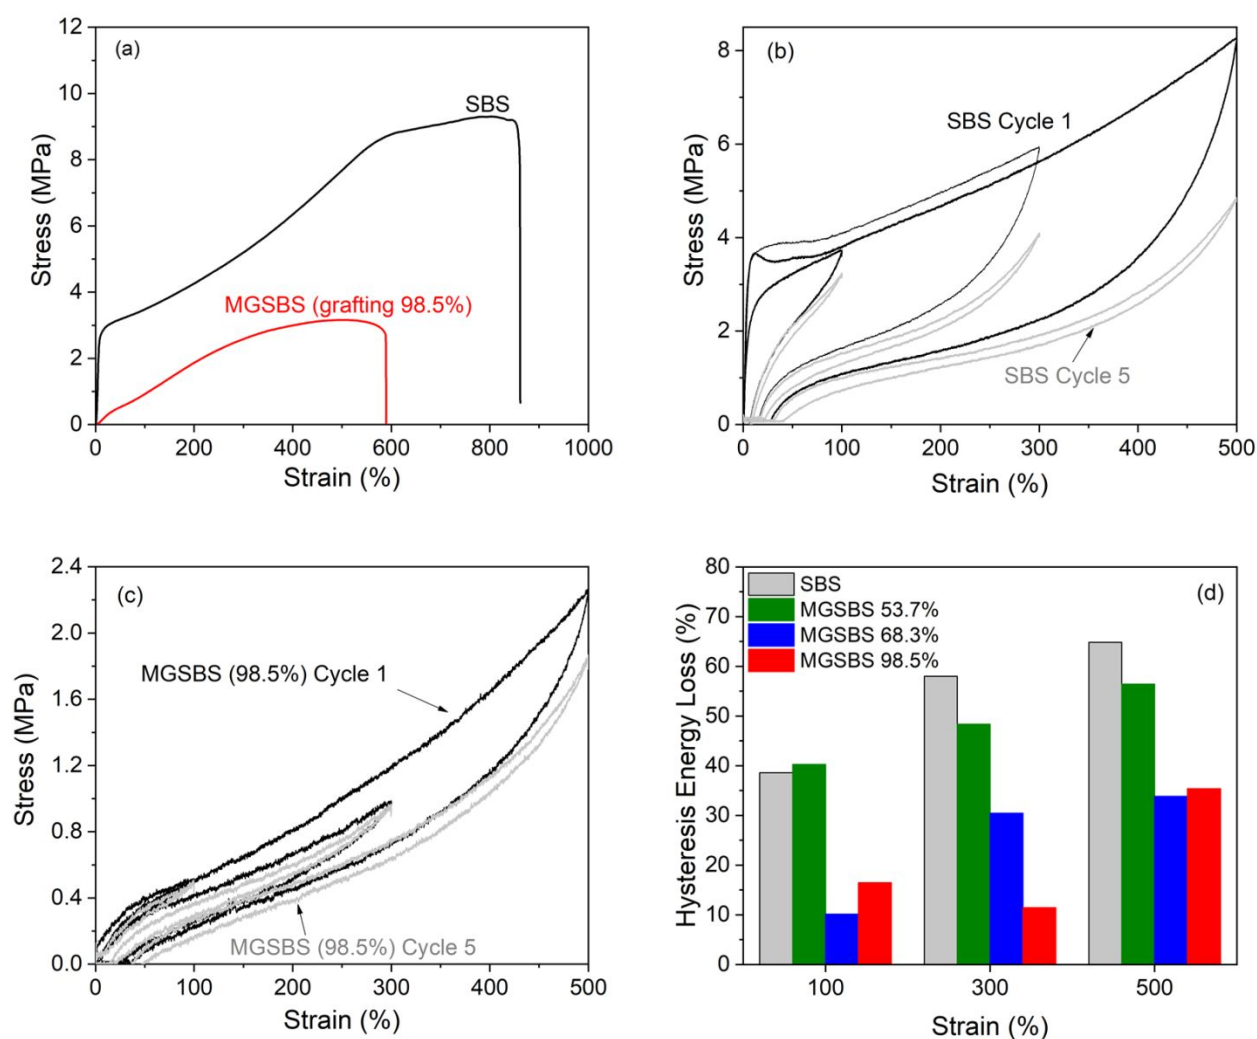 (a)
12
10
8
6
4
2
0
Stress (MPa)
SBS
MGSBS (grafting 98.5%)
0 200 400 600 800 1000
Strain (%)
(b)
8
6
4
2
0
Stress (MPa)
SBS Cycle 1
SBS Cycle 5
0 100 200 300 400 500
Strain (%)
(c)
2.4
2.0
1.6
1.2
0.8
0.4
0.0
Stress (MPa)
MGSBS (98.5%) Cycle 1
MGSBS (98.5%) Cycle 5
0 100 200 300 400 500
Strain (%)
(d)
80
70
60
50
40
30
20
10
0
Hysteresis Energy Loss (%)
SBS
MGSBS 53.7%
MGSBS 68.3%
MGSBS 98.5%
100 300 500
Strain (%)